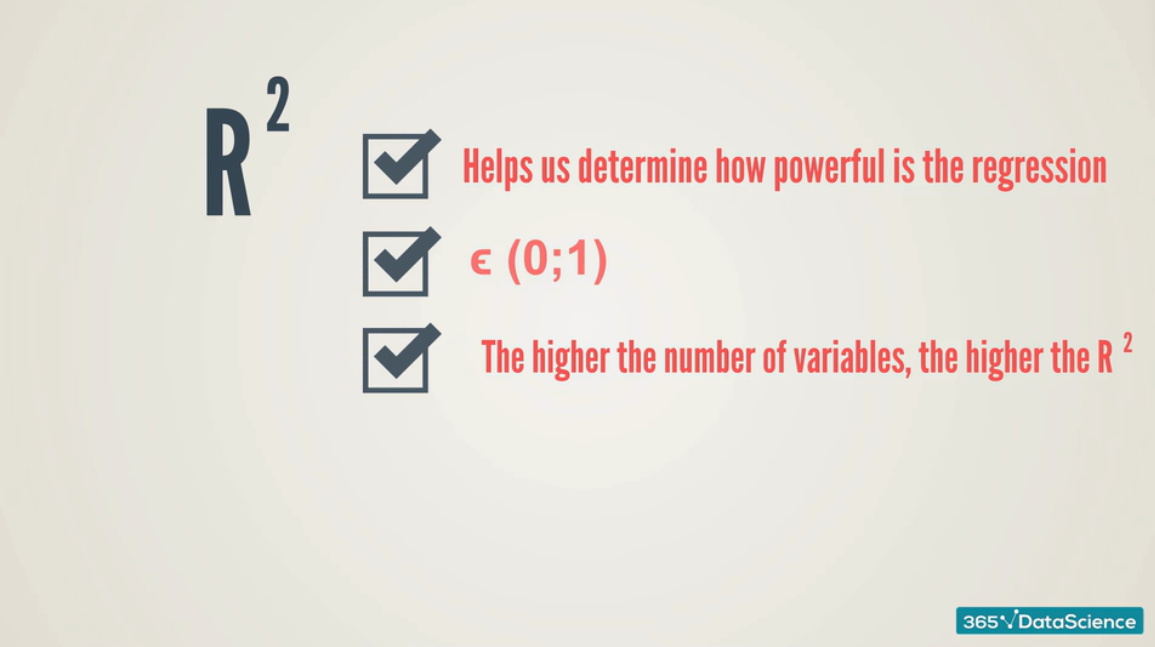 R²
Helps us determine how powerful is the regression
ϵ (0;1)
The higher the number of variables, the higher the R ²
365 DataScience